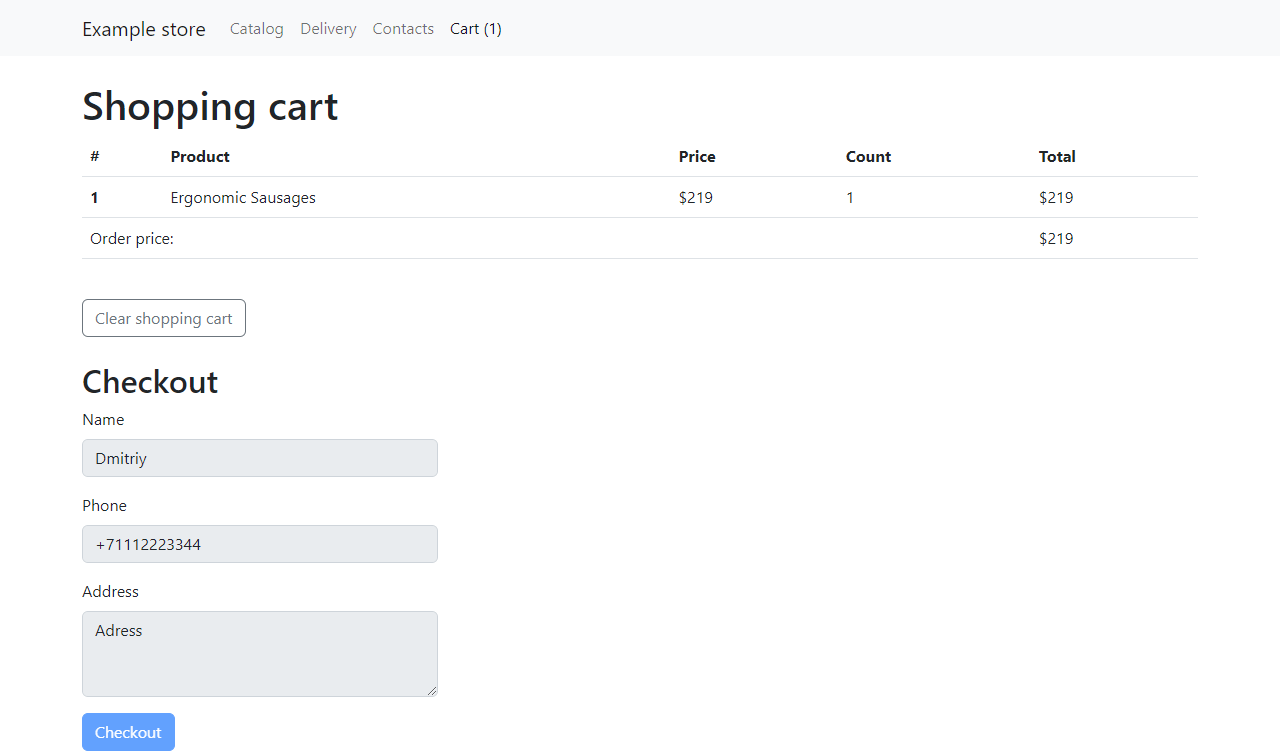 Example store Catalog Delivery Contacts Cart (1)
Shopping cart
# Product Price Count Total
1 Ergonomic Sausages $219 1 $219
Order price: $219
Clear shopping cart
Checkout
Name
Dmitriy
Phone
+71112223344
Address
Adress
Checkout